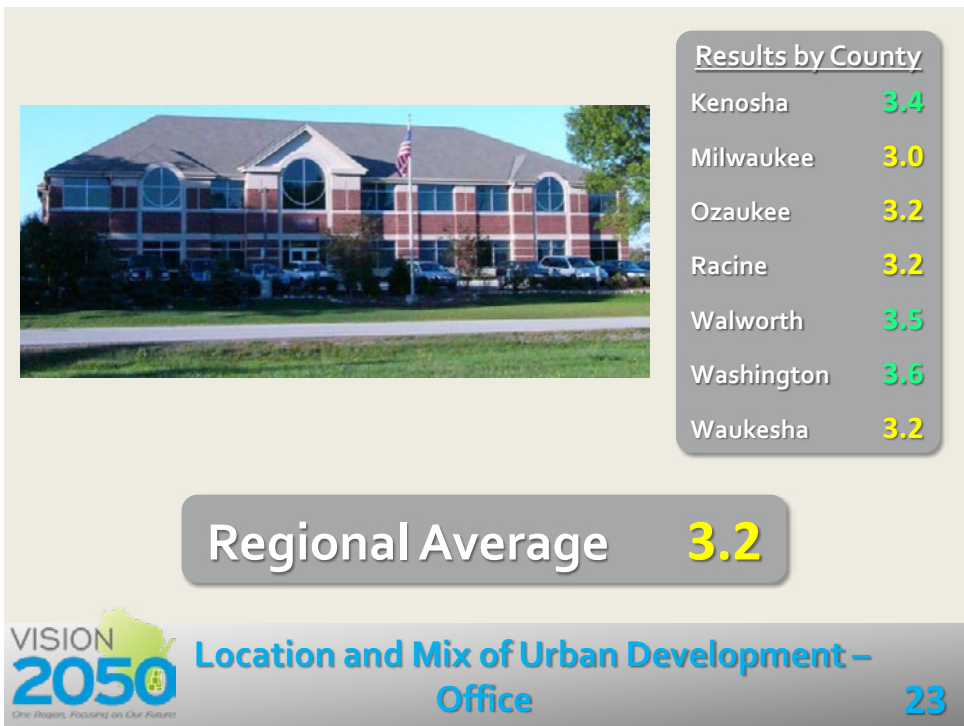 Results by County
Kenosha 3.4
Milwaukee 3.0
Ozaukee 3.2
Racine 3.2
Walworth 3.5
Washington 3.6
Waukesha 3.2
Regional Average 3.2
VISION
2050
One Region, Focusing on Our Future
Location and Mix of Urban Development –
Office
23